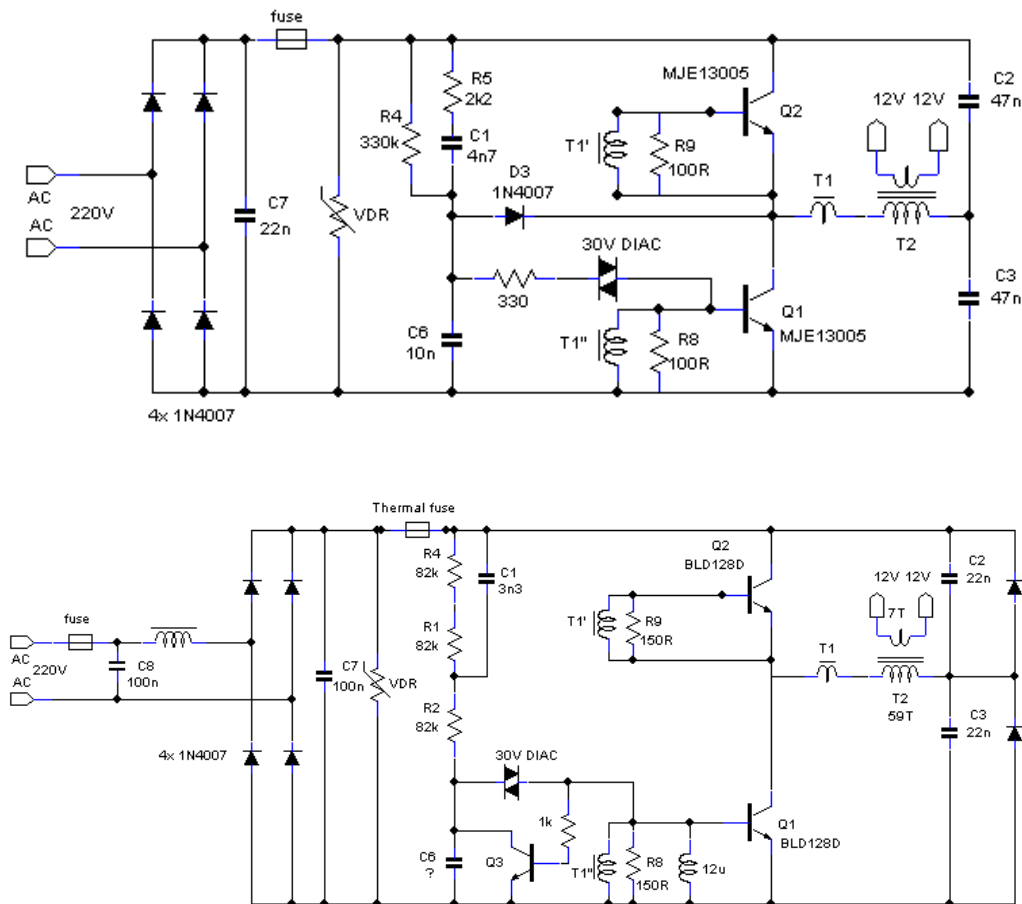 fuse
R5
2k2
MJE13005
C2
47n
12V 12V
R4
330k
C1
4n7
Q2
T1'
R9
100R
D3
1N4007
AC
220V
AC
C7
22n
VDR
T1
T2
30V DIAC
330
C3
47n
Q1
MJE13005
C6
10n
T1"
R8
100R
4x 1N4007
Thermal fuse
R4
82k
C1
3n3
Q2
BLD128D
C2
22n
12V 12V
7T
fuse
R1
82k
T1'
R9
150R
T1
AC
220V
AC
C8
100n
C7
100n
VDR
R2
82k
T2
59T
C3
22n
4x 1N4007
30V DIAC
1k
Q1
BLD128D
C6
?
Q3
T1"
R8
150R
12u